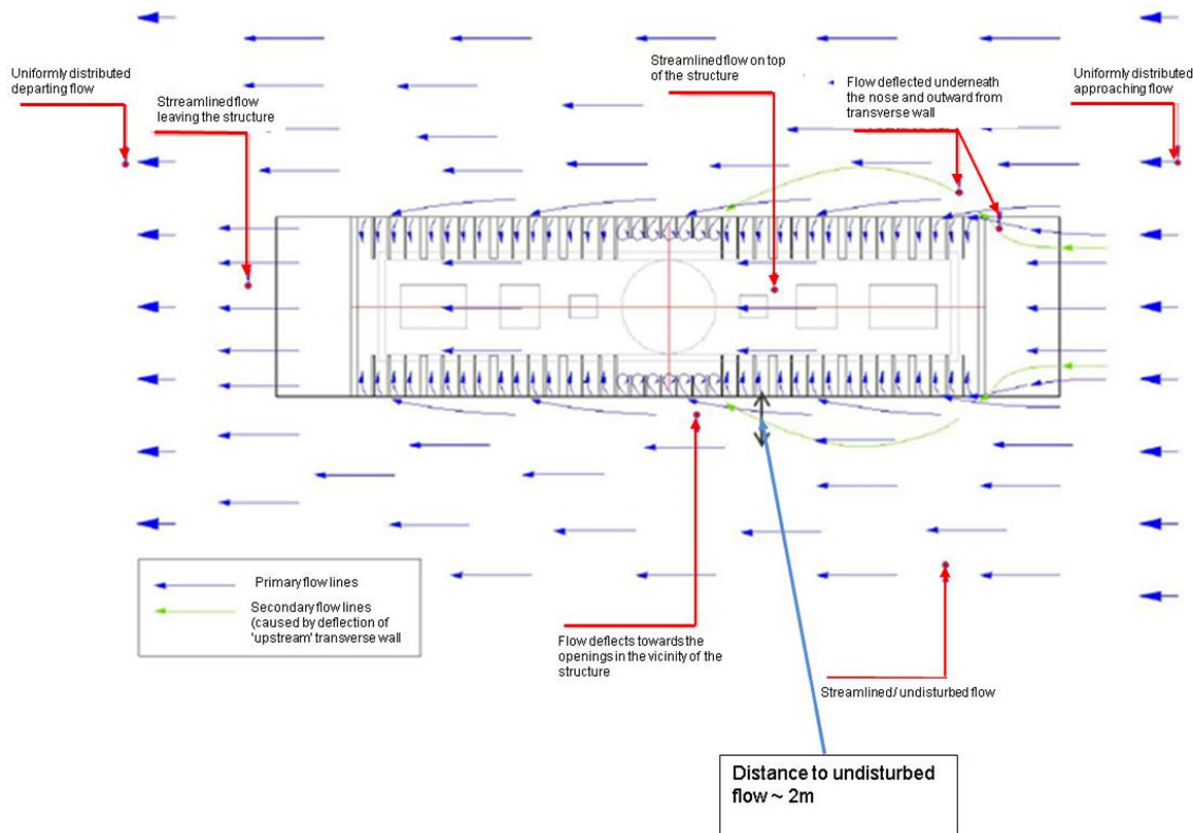 Uniformly distributed
departing flow
Strreamlined flow
leaving the structure
Streamlined flow on top
of the structure
Flow deflected underneath
the nose and outward from
transverse wall
Uniformly distributed
approaching flow
Primary flow lines
Secondary flow lines
(caused by deflection of
'upstream' transverse wall
Flow deflects towards the
openings in the vicinity of the
structure
Streamlined / undisturbed flow
Distance to undisturbed
flow ~ 2m